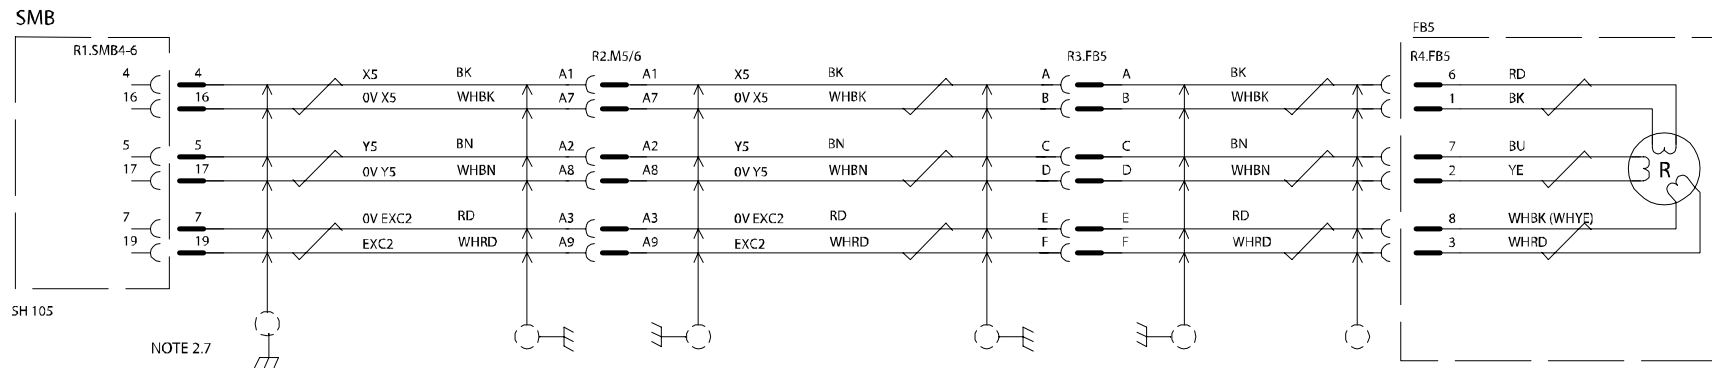 SMB
FB5
R1.SMB4-6
R2.M5/6
R3.FB5
R4.FB5
4 4 X5 BK A1 A1 X5 BK A A BK 6 RD
16 16 0V X5 WHBK A7 A7 0V X5 WHBK B B WHBK 1 BK
5 5 Y5 BN A2 A2 Y5 BN C C BN 7 BU
17 17 0V Y5 WHBN A8 A8 0V Y5 WHBN D D WHBN 2 YE
R
7 7 0V EXC2 RD A3 A3 0V EXC2 RD E E RD 8 WHBK (WHYE)
19 19 EXC2 WHRD A9 A9 EXC2 WHRD F F WHRD 3 WHRD
SH 105
NOTE 2.7